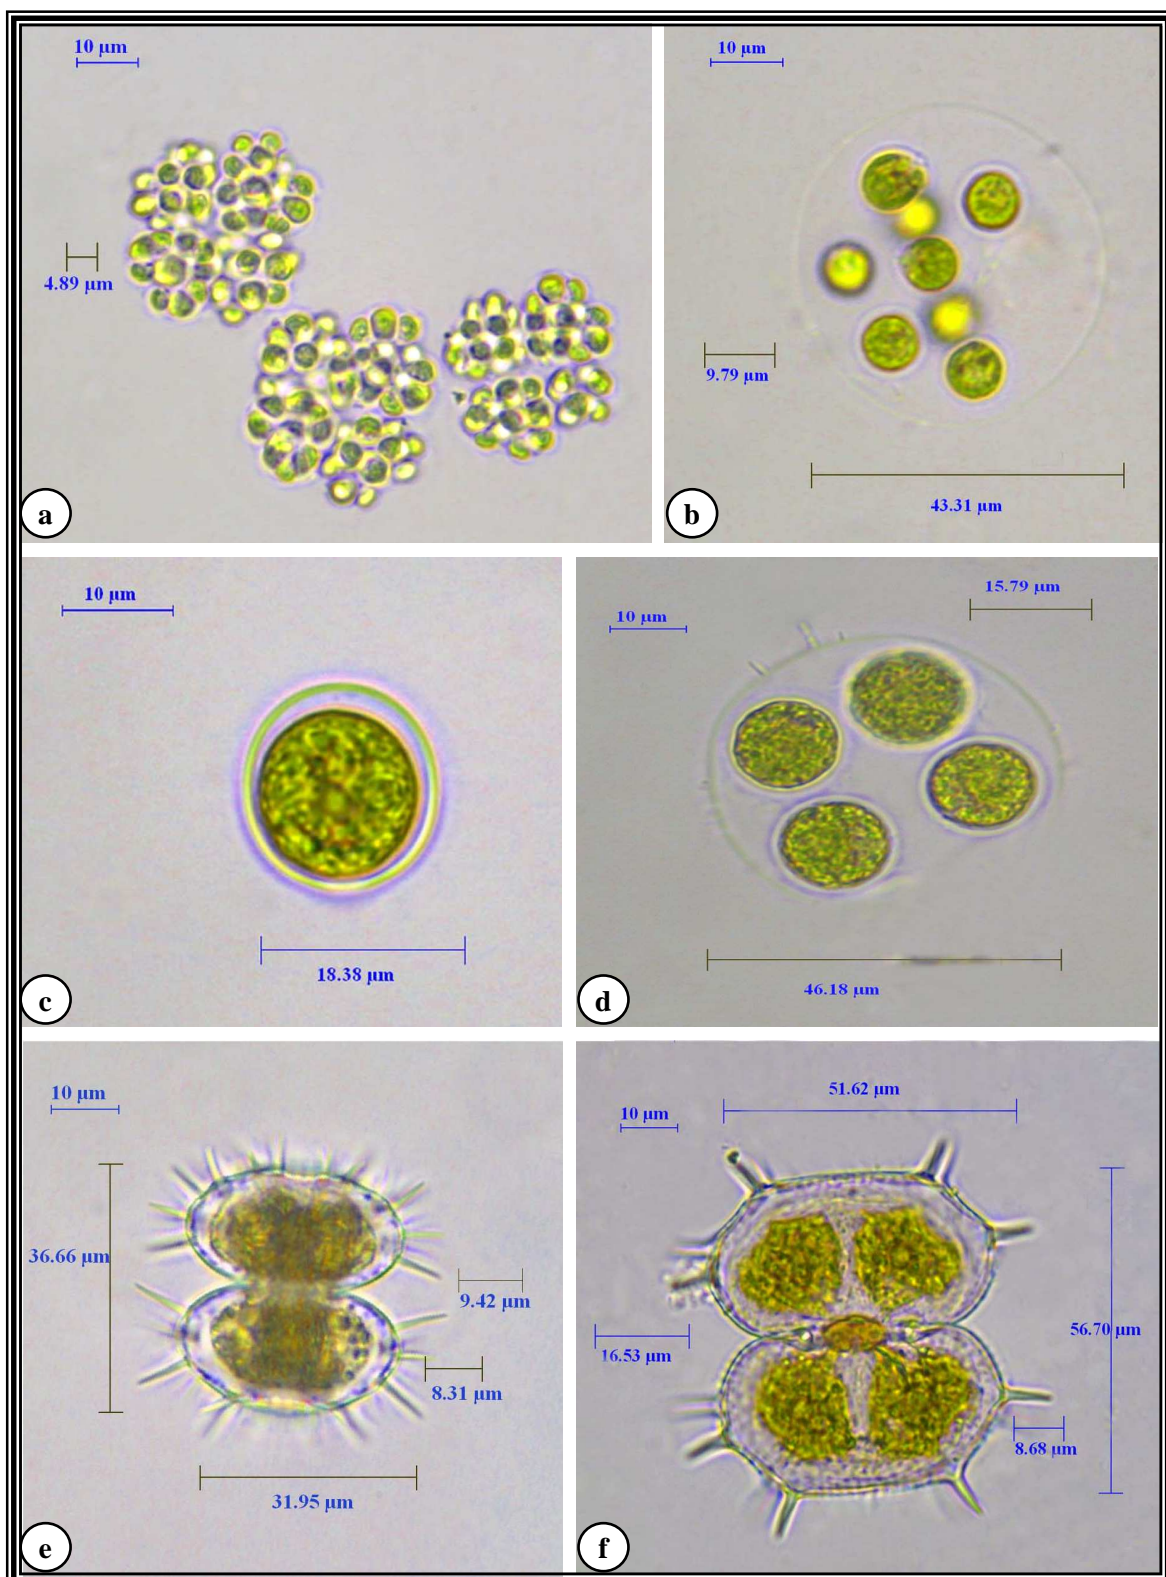 10 µm
4.89 µm
a
10 µm
9.79 µm
43.31 µm
b
10 µm
18.38 µm
c
15.79 µm
10 µm
46.18 µm
d
10 µm
36.66 µm
9.42 µm
8.31 µm
31.95 µm
e
51.62 µm
10 µm
56.70 µm
16.53 µm
8.68 µm
f